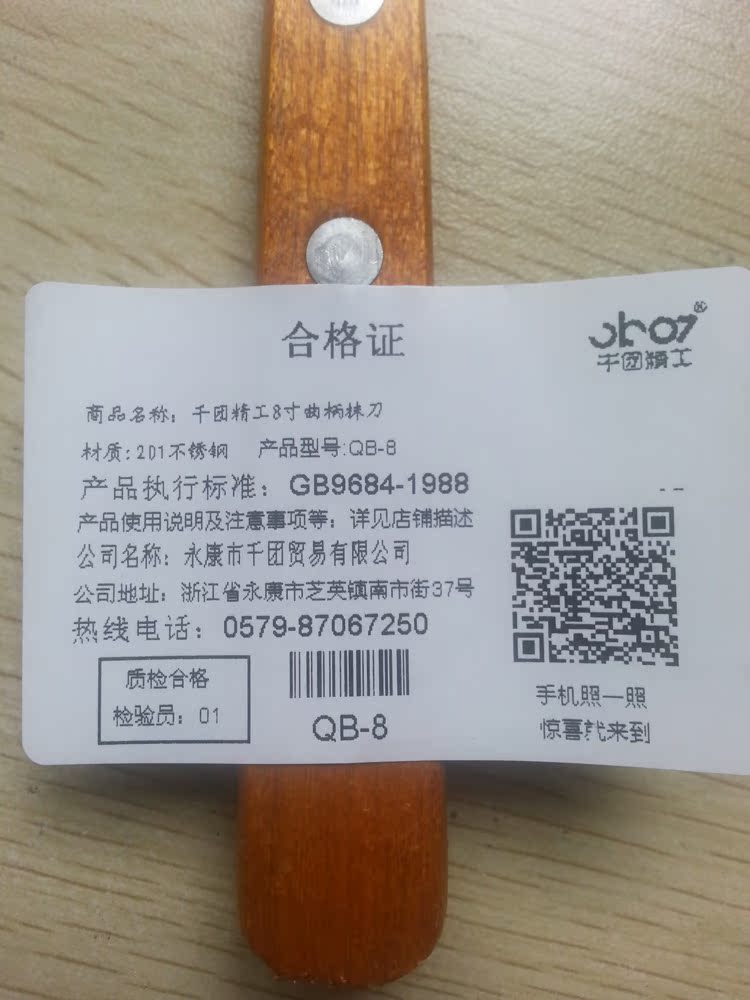 合格证
千团精工
商品名称：千团精工8寸曲柄抹刀
材质:201不锈钢 产品型号:QB-8
产品执行标准：GB9684-1988
产品使用说明及注意事项等：详见店铺描述
公司名称：永康市千团贸易有限公司
公司地址：浙江省永康市芝英镇南市街37号
热线电话：0579-87067250
质检合格
检验员：01
QB-8
手机照一照
惊喜就来到